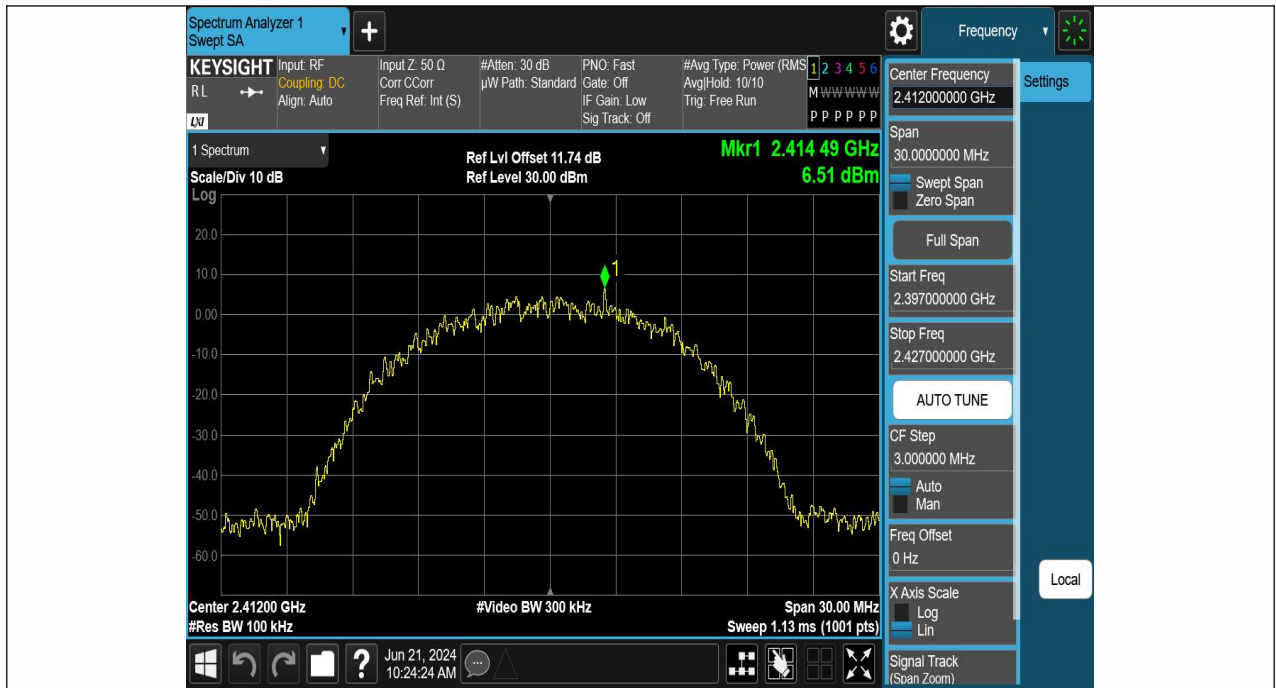 Spectrum Analyzer 1
Swept SA
+
Frequency
KEYSIGHT
R L
LXI
Input: RF
Coupling: DC
Align: Auto
Input Z: 50 Ω
Corr CCorr
Freq Ref: Int (S)
#Atten: 30 dB
µW Path: Standard
PNO: Fast
Gate: Off
IF Gain: Low
Sig Track: Off
#Avg Type: Power (RMS
Avg|Hold: 10/10
Trig: Free Run
1 2 3 4 5 6
M W W W W W
P P P P P P
1 Spectrum
Scale/Div 10 dB
Log
Ref Lvl Offset 11.74 dB
Ref Level 30.00 dBm
Mkr1 2.414 49 GHz
6.51 dBm
20.0
10.0
0.00
-10.0
-20.0
-30.0
-40.0
-50.0
-60.0
1
Center 2.41200 GHz
#Res BW 100 kHz
#Video BW 300 kHz
Span 30.00 MHz
Sweep 1.13 ms (1001 pts)
Center Frequency
2.412000000 GHz
Settings
Span
30.0000000 MHz
Swept Span
Zero Span
Full Span
Start Freq
2.397000000 GHz
Stop Freq
2.427000000 GHz
AUTO TUNE
CF Step
3.000000 MHz
Auto
Man
Freq Offset
0 Hz
X Axis Scale
Log
Lin
Local
Signal Track
(Span Zoom)
?
Jun 21, 2024
10:24:24 AM